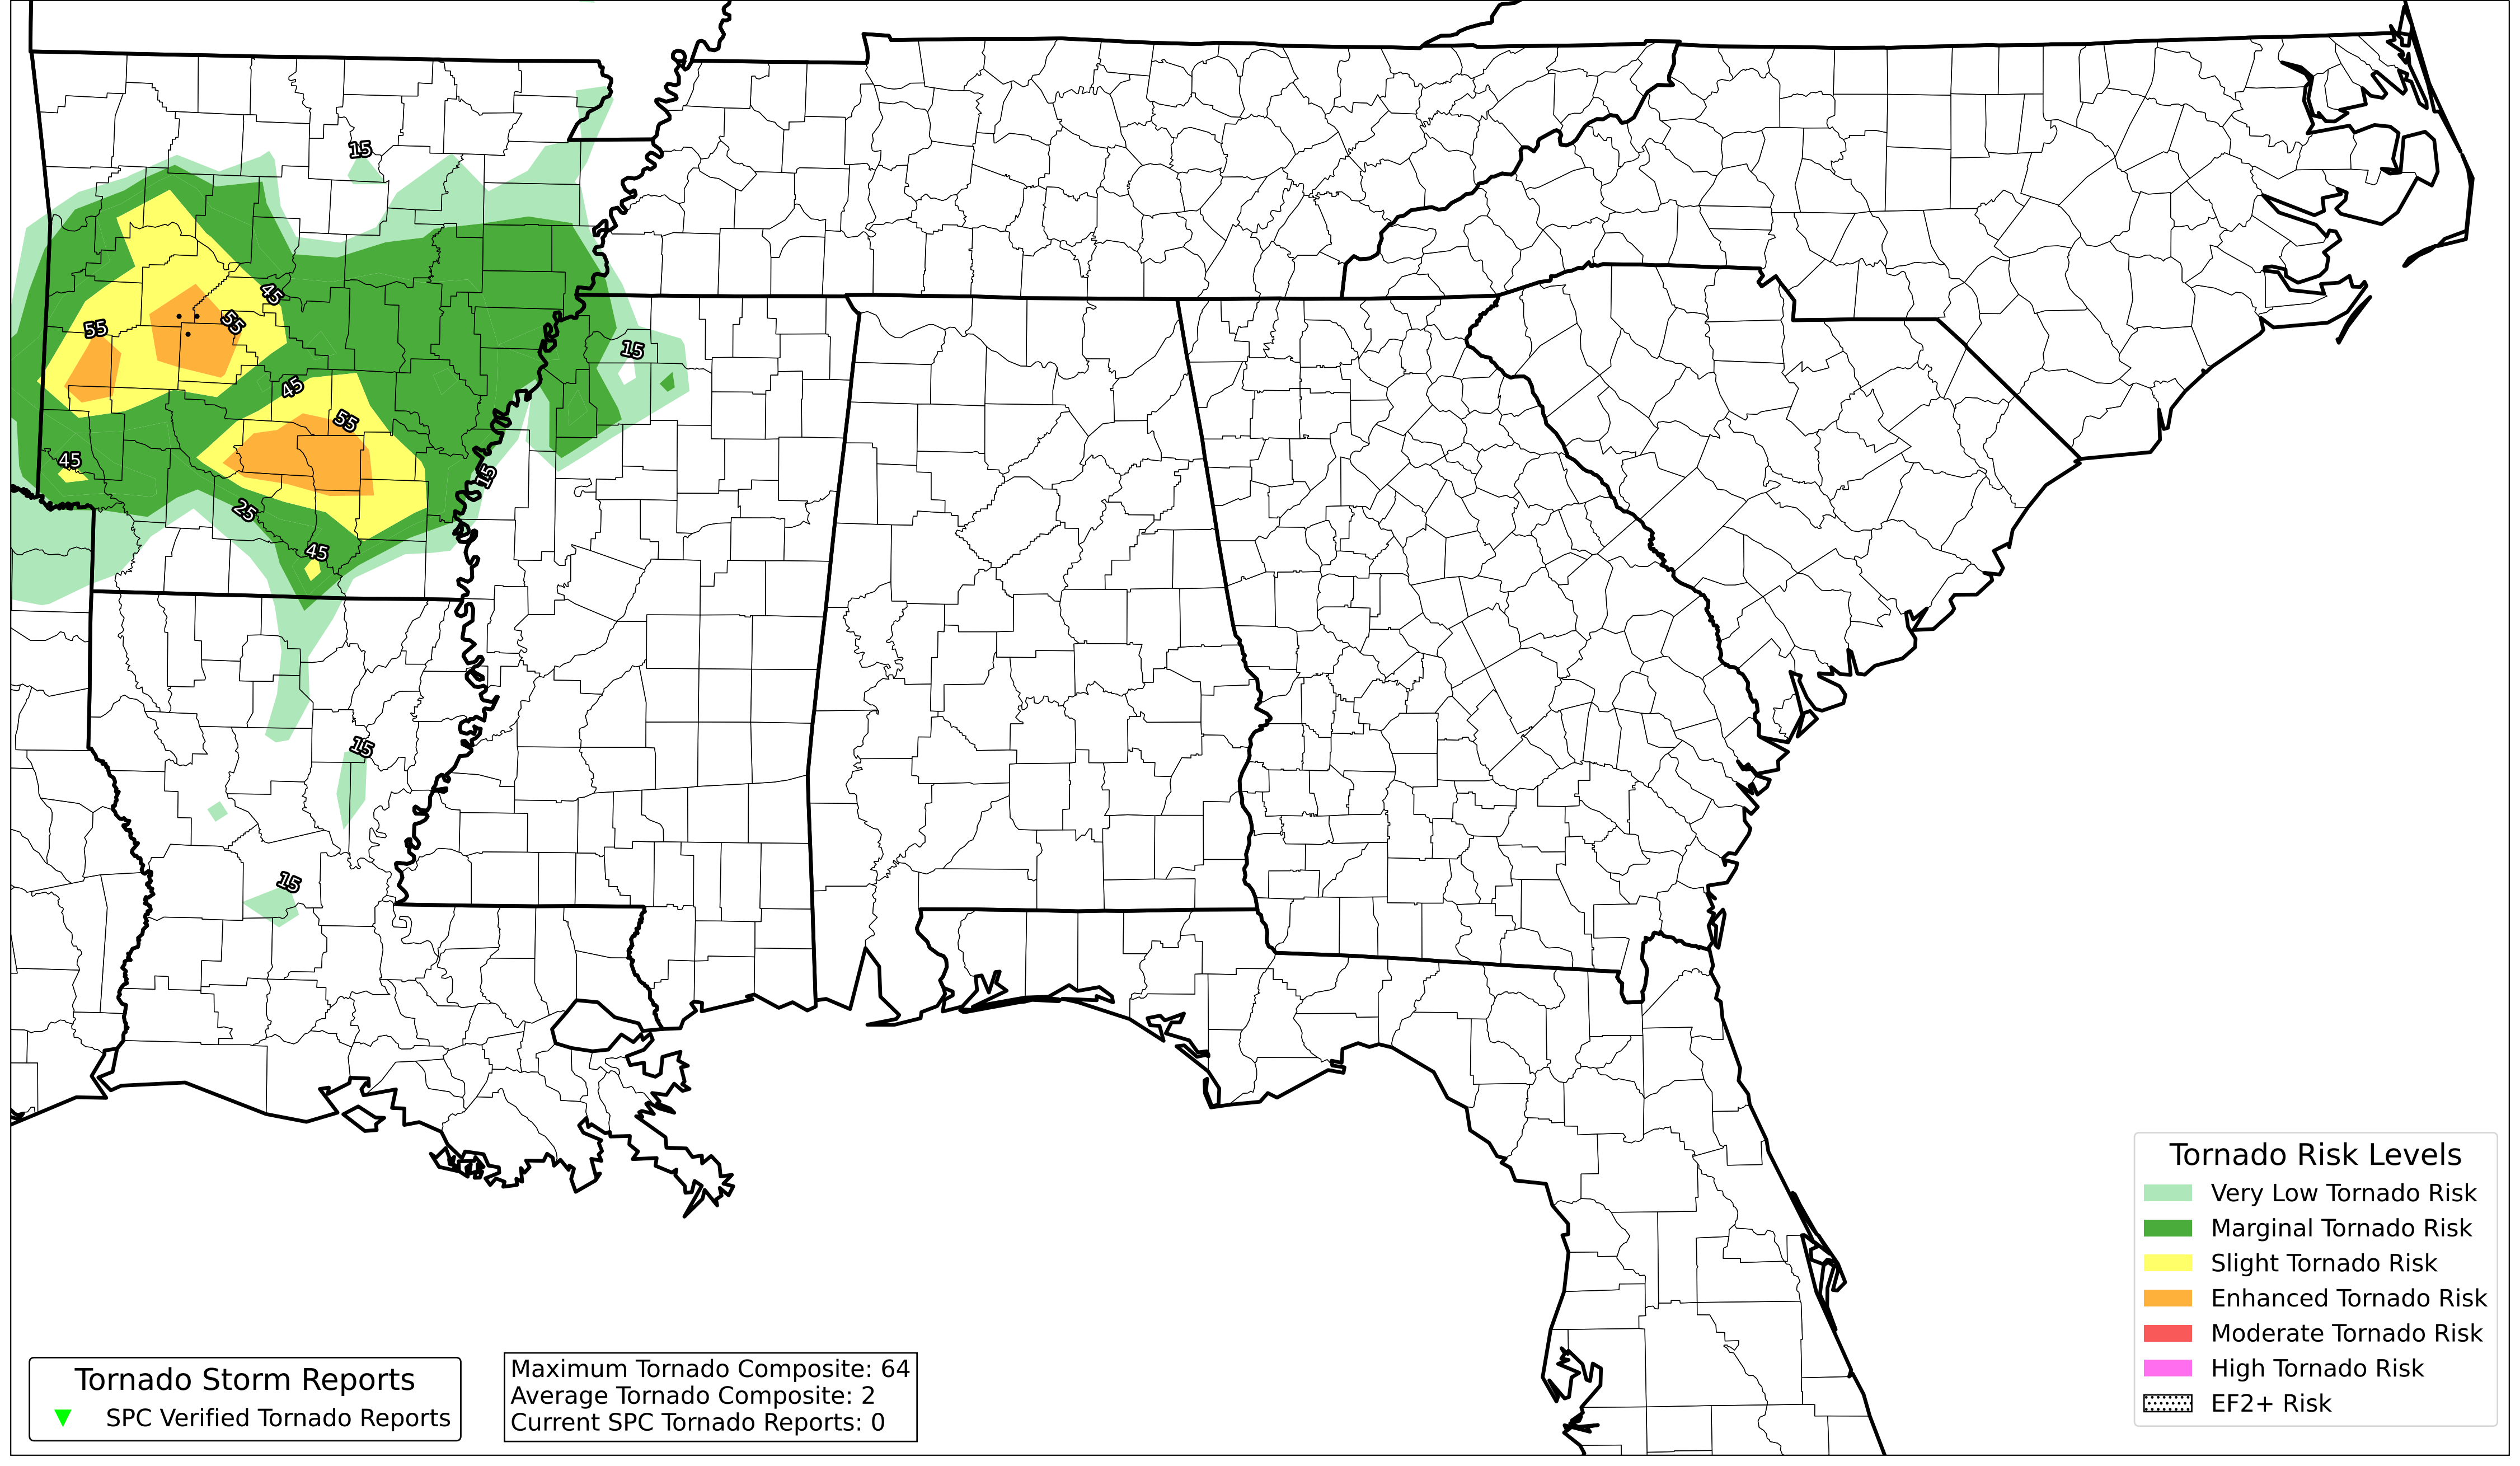 15
45
55
55
15
45
55
45
15
25
45
15
15
Tornado Risk Levels
Very Low Tornado Risk
Marginal Tornado Risk
Slight Tornado Risk
Enhanced Tornado Risk
Moderate Tornado Risk
High Tornado Risk
EF2+ Risk
Tornado Storm Reports
SPC Verified Tornado Reports
Maximum Tornado Composite: 64
Average Tornado Composite: 2
Current SPC Tornado Reports: 0